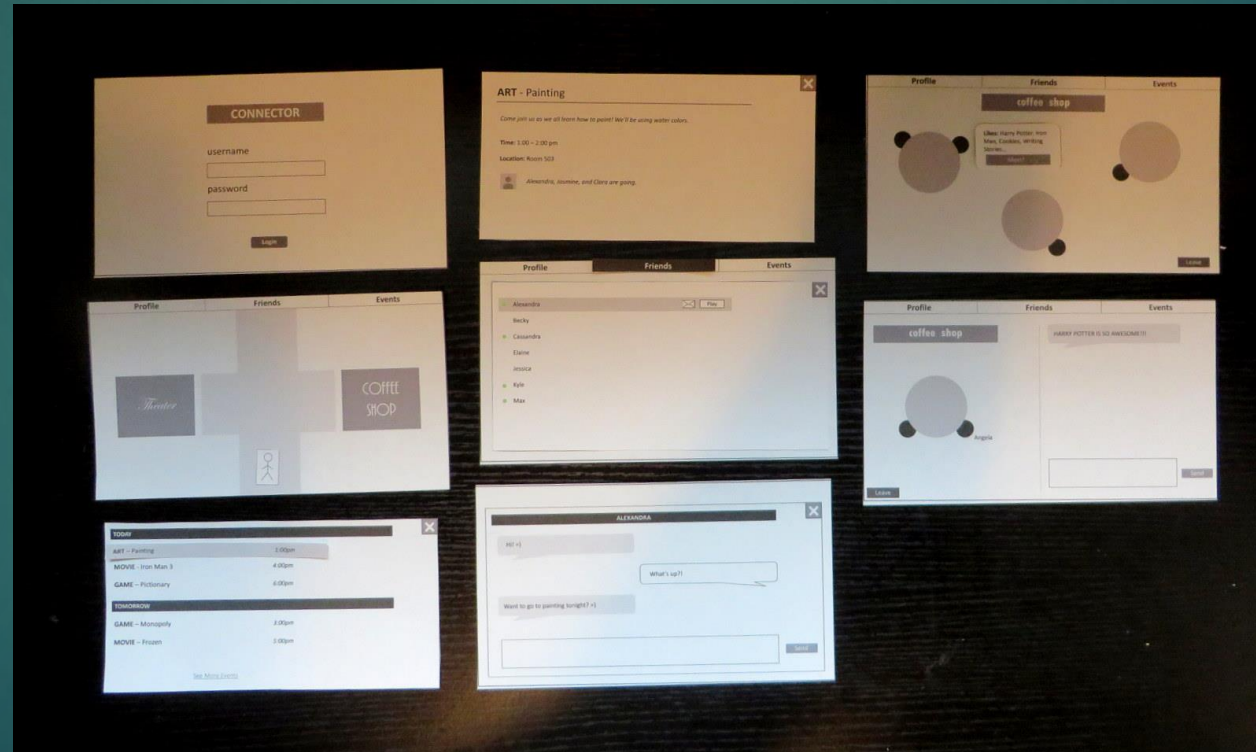 CONNECTOR
username
password
Login
Profile Friends Events
Theater
COFFEE
SHOP
TODAY
ART – Painting 1:00pm
MOVIE - Iron Man 3 4:00pm
GAME – Pictionary 6:00pm
TOMORROW
GAME – Monopoly 3:00pm
MOVIE – Frozen
See More Events
ART - Painting
Come join us as we all learn how to paint! We'll be using water colors.
Time: 1:00 – 2:00 pm
Location: Room 503
Alexandra, Jasmine, and Clara are going.
Profile Friends Events
Alexandra Play
Becky
Cassandra
Elaine
Jessica
Kyle
Max
ALEXANDRA
Hi! =)
What's up?!
Want to go to painting tonight? =)
Send
Profile Friends Events
coffee shop
Likes: Harry Potter, Iron
Man, Cookies, Writing
Stories...
Leave
Profile Friends Events
coffee shop
HARRY POTTER IS SO AWESOME!!!
Angela
Send
Leave